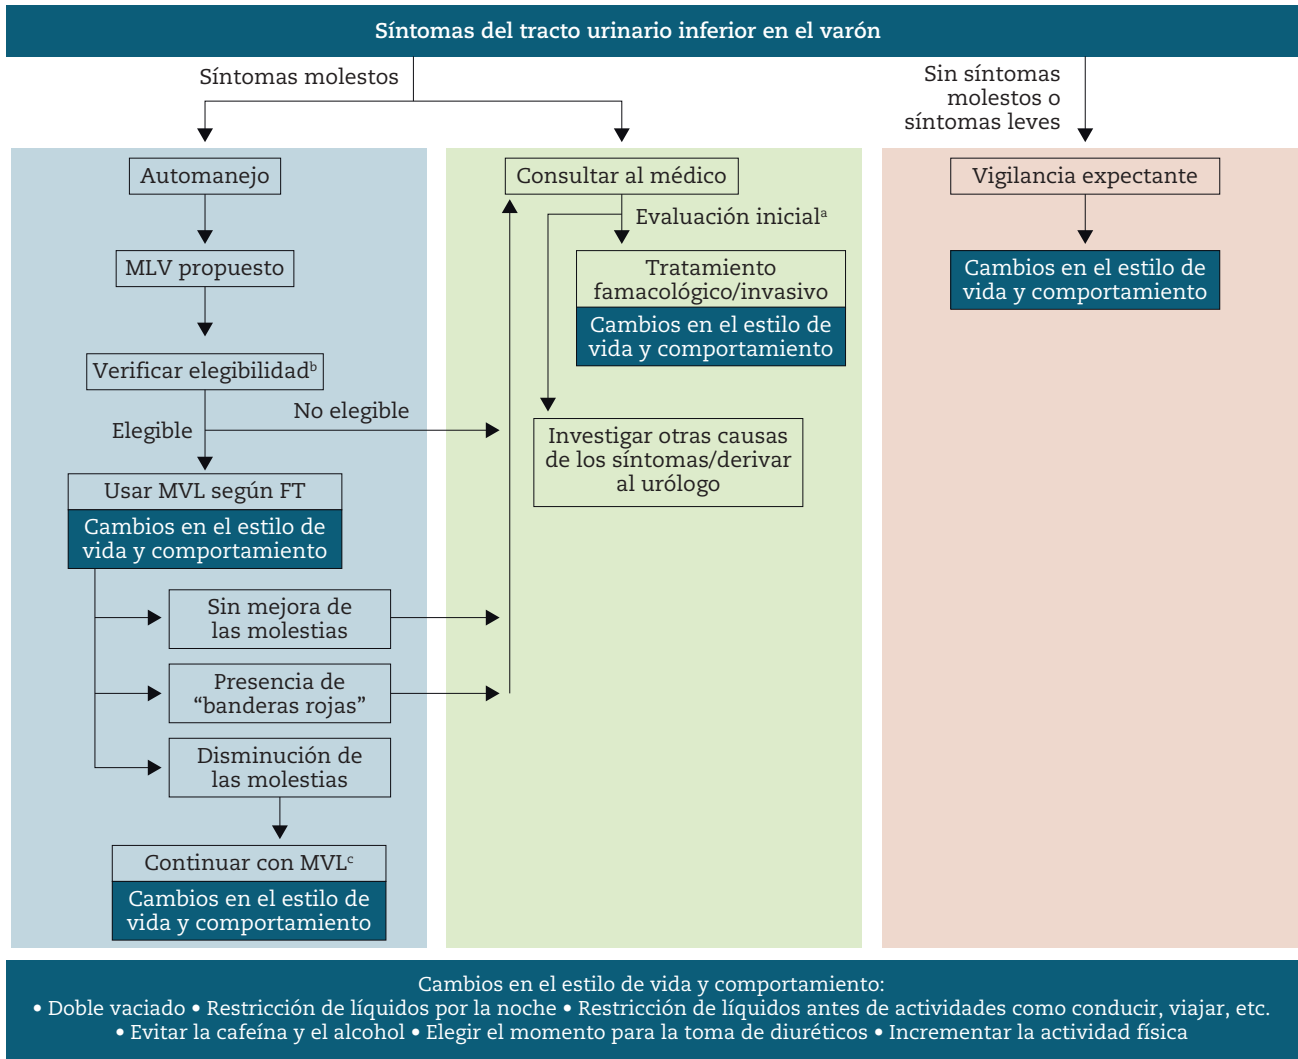 Síntomas del tracto urinario inferior en el varón
Síntomas molestos
Sin síntomas
molestos o
síntomas leves
Automanejo
MLV propuesto
Verificar elegibilidadᵇ
No elegible
Elegible
Usar MVL según FT
Cambios en el estilo de
vida y comportamiento
Sin mejora de
las molestias
Presencia de
“banderas rojas”
Disminución de
las molestias
Continuar con MVLᶜ
Cambios en el estilo de
vida y comportamiento
Consultar al médico
Evaluación inicialᵃ
Tratamiento
famacológico/invasivo
Cambios en el estilo de
vida y comportamiento
Investigar otras causas
de los síntomas/derivar
al urólogo
Vigilancia expectante
Cambios en el estilo de
vida y comportamiento
Cambios en el estilo de vida y comportamiento:
• Doble vaciado • Restricción de líquidos por la noche • Restricción de líquidos antes de actividades como conducir, viajar, etc.
• Evitar la cafeína y el alcohol • Elegir el momento para la toma de diuréticos • Incrementar la actividad física